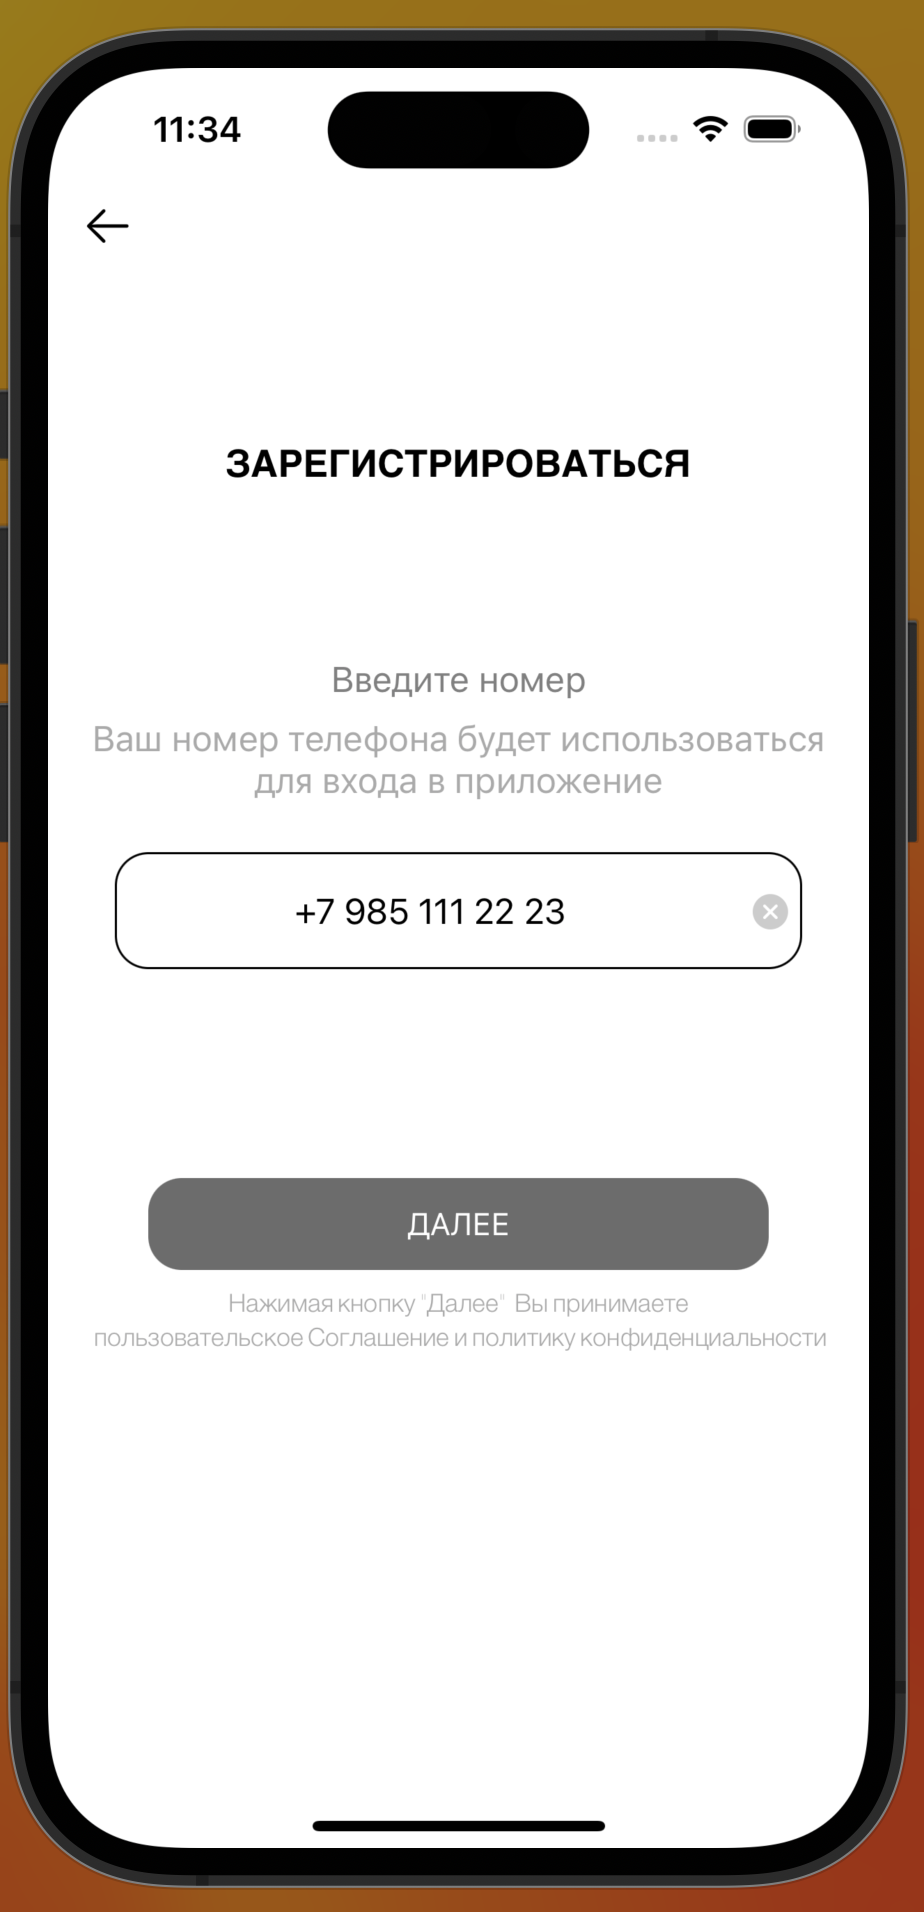 11:34
ЗАРЕГИСТРИРОВАТЬСЯ
Введите номер
Ваш номер телефона будет использоваться
для входа в приложение
+7 985 111 22 23
ДАЛЕЕ
Нажимая кнопку "Далее" Вы принимаете
пользовательское Соглашение и политику конфиденциальности